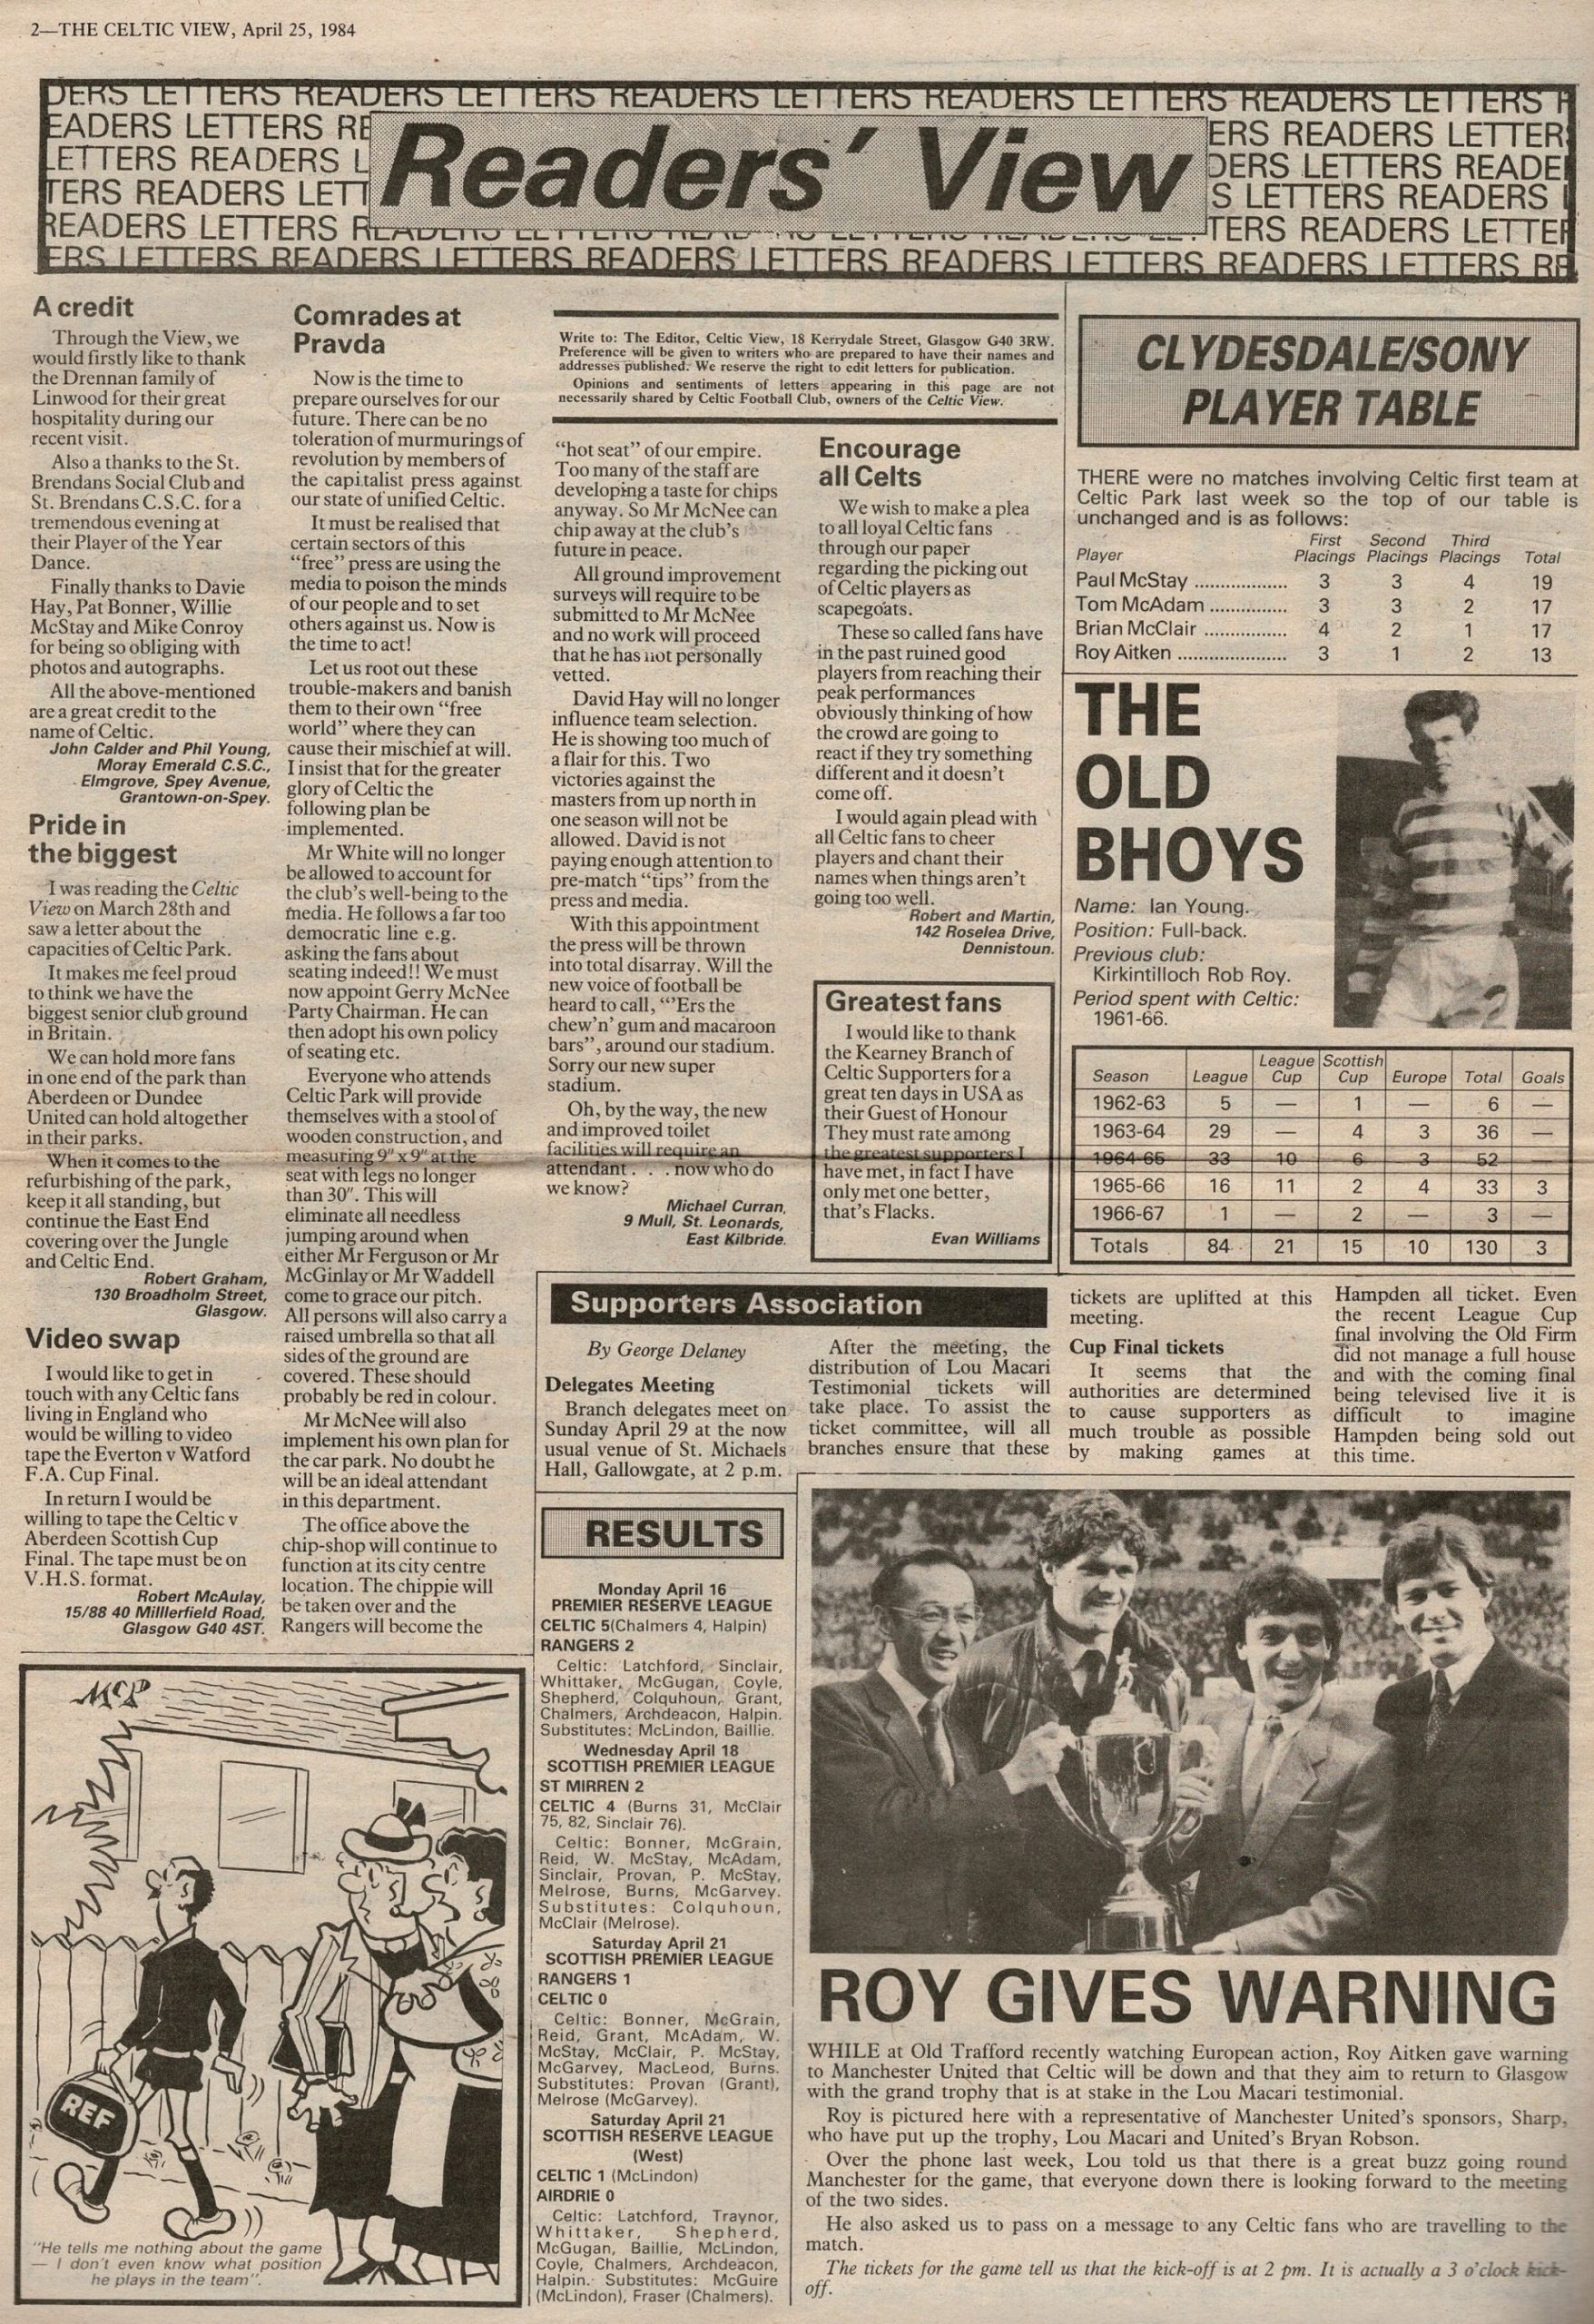 2—THE CELTIC VIEW, April 25, 1984
DERS LETTERS READERS LETTERS READERS LETTERS READERS LETTERS READERS LETTERS R
EADERS LETTERS RE
ERS READERS LETTER
LETTERS READERS L
DERS LETTERS READE
TERS READERS LETT
S LETTERS READERS L
READERS LETTERS READERS LETTERS READ
TERS READERS LETTER
ERS LETTERS READERS LETTERS READERS LETTERS READERS LETTERS READERS LETTERS RE
Readers' View
A credit
Through the View, we
would firstly like to thank
the Drennan family of
Linwood for their great
hospitality during our
recent visit.
Also a thanks to the St.
Brendans Social Club and
St. Brendans C.S.C. for a
tremendous evening at
their Player of the Year
Dance.
Finally thanks to Davie
Hay, Pat Bonner, Willie
McStay and Mike Conroy
for being so obliging with
photos and autographs.
All the above-mentioned
are a great credit to the
name of Celtic.
John Calder and Phil Young,
Moray Emerald C.S.C.,
Elmgrove, Spey Avenue,
Grantown-on-Spey.
Pride in
the biggest
I was reading the Celtic
View on March 28th and
saw a letter about the
capacities of Celtic Park.
It makes me feel proud
to think we have the
biggest senior club ground
in Britain.
We can hold more fans
in one end of the park than
Aberdeen or Dundee
United can hold altogether
in their parks.
When it comes to the
refurbishing of the park,
keep it all standing, but
continue the East End
covering over the Jungle
and Celtic End.
Robert Graham,
130 Broadholm Street,
Glasgow.
Video swap
I would like to get in
touch with any Celtic fans
living in England who
would be willing to video
tape the Everton v Watford
F.A. Cup Final.
In return I would be
willing to tape the Celtic v
Aberdeen Scottish Cup
Final. The tape must be on
V.H.S. format.
Robert McAulay,
15/88 40 Milllerfield Road,
Glasgow G40 4ST.
Comrades at
Pravda
Now is the time to
prepare ourselves for our
future. There can be no
toleration of murmurings of
revolution by members of
the capitalist press against
our state of unified Celtic.
It must be realised that
certain sectors of this
"free" press are using the
media to poison the minds
of our people and to set
others against us. Now is
the time to act!
Let us root out these
trouble-makers and banish
them to their own "free
world" where they can
cause their mischief at will.
I insist that for the greater
glory of Celtic the
following plan be
implemented.
Mr White will no longer
be allowed to account for
the club's well-being to the
media. He follows a far too
democratic line e.g.
asking the fans about
seating indeed!! We must
now appoint Gerry McNee
Party Chairman. He can
then adopt his own policy
of seating etc.
Everyone who attends
Celtic Park will provide
themselves with a stool of
wooden construction, and
measuring 9" x 9" at the
seat with legs no longer
than 30". This will
eliminate all needless
jumping around when
either Mr Ferguson or Mr
McGinlay or Mr Waddell
come to grace our pitch.
All persons will also carry a
raised umbrella so that all
sides of the ground are
covered. These should
probably be red in colour.
Mr McNee will also
implement his own plan for
the car park. No doubt he
will be an ideal attendant
in this department.
The office above the
chip-shop will continue to
function at its city centre
location. The chippie will
be taken over and the
Rangers will become the
Write to: The Editor, Celtic View, 18 Kerrydale Street, Glasgow G40 3RW.
Preference will be given to writers who are prepared to have their names and
addresses published. We reserve the right to edit letters for publication.
Opinions and sentiments of letters appearing in this page are not
necessarily shared by Celtic Football Club, owners of the Celtic View.
"hot seat" of our empire.
Too many of the staff are
developing a taste for chips
anyway. So Mr McNee can
chip away at the club's
future in peace.
All ground improvement
surveys will require to be
submitted to Mr McNee
and no work will proceed
that he has not personally
vetted.
David Hay will no longer
influence team selection.
He is showing too much of
a flair for this. Two
victories against the
masters from up north in
one season will not be
allowed. David is not
paying enough attention to
pre-match "tips" from the
press and media.
With this appointment
the press will be thrown
into total disarray. Will the
new voice of football be
heard to call, "'Ers the
chew'n' gum and macaroon
bars", around our stadium.
Sorry our new super
stadium.
Oh, by the way, the new
and improved toilet
facilities will require an
attendant . . . now who do
we know?
Michael Curran,
9 Mull, St. Leonards,
East Kilbride.
Encourage
all Celts
We wish to make a plea
to all loyal Celtic fans
through our paper
regarding the picking out
of Celtic players as
scapegoats.
These so called fans have
in the past ruined good
players from reaching their
peak performances
obviously thinking of how
the crowd are going to
react if they try something
different and it doesn't
come off.
I would again plead with
all Celtic fans to cheer
players and chant their
names when things aren't
going too well.
Robert and Martin,
142 Roselea Drive,
Dennistoun.
Greatest fans
I would like to thank
the Kearney Branch of
Celtic Supporters for a
great ten days in USA as
their Guest of Honour
They must rate among
the greatest supporters I
have met, in fact I have
only met one better,
that's Flacks.
Evan Williams
CLYDESDALE/SONY
PLAYER TABLE
THERE were no matches involving Celtic first team at
Celtic Park last week so the top of our table is
unchanged and is as follows:
First Second Third
Player Placings Placings Placings Total
Paul McStay .................. 3 3 4 19
Tom McAdam ............... 3 3 2 17
Brian McClair ................ 4 2 1 17
Roy Aitken ..................... 3 1 2 13
THE
OLD
BHOYS
Name: Ian Young.
Position: Full-back.
Previous club:
Kirkintilloch Rob Roy.
Period spent with Celtic:
1961-66.
Season League League Cup Scottish Cup Europe Total Goals
1962-63 5 — 1 — 6 —
1963-64 29 — 4 3 36 —
1964-65 33 10 6 3 52 —
1965-66 16 11 2 4 33 3
1966-67 1 — 2 — 3 —
Totals 84 21 15 10 130 3
Supporters Association
By George Delaney
Delegates Meeting
Branch delegates meet on
Sunday April 29 at the now
usual venue of St. Michaels
Hall, Gallowgate, at 2 p.m.
After the meeting, the
distribution of Lou Macari
Testimonial tickets will
take place. To assist the
ticket committee, will all
branches ensure that these
tickets are uplifted at this
meeting.
Cup Final tickets
It seems that the
authorities are determined
to cause supporters as
much trouble as possible
by making games at
Hampden all ticket. Even
the recent League Cup
final involving the Old Firm
did not manage a full house
and with the coming final
being televised live it is
difficult to imagine
Hampden being sold out
this time.
RESULTS
Monday April 16
PREMIER RESERVE LEAGUE
CELTIC 5(Chalmers 4, Halpin)
RANGERS 2
Celtic: Latchford, Sinclair,
Whittaker, McGugan, Coyle,
Shepherd, Colquhoun, Grant,
Chalmers, Archdeacon, Halpin.
Substitutes: McLindon, Baillie.
Wednesday April 18
SCOTTISH PREMIER LEAGUE
ST MIRREN 2
CELTIC 4 (Burns 31, McClair
75, 82, Sinclair 76).
Celtic: Bonner, McGrain,
Reid, W. McStay, McAdam,
Sinclair, Provan, P. McStay,
Melrose, Burns, McGarvey.
Substitutes: Colquhoun,
McClair (Melrose).
Saturday April 21
SCOTTISH PREMIER LEAGUE
RANGERS 1
CELTIC 0
Celtic: Bonner, McGrain,
Reid, Grant, McAdam, W.
McStay, McClair, P. McStay,
McGarvey, MacLeod, Burns.
Substitutes: Provan (Grant),
Melrose (McGarvey).
Saturday April 21
SCOTTISH RESERVE LEAGUE
(West)
CELTIC 1 (McLindon)
AIRDRIE 0
Celtic: Latchford, Traynor,
Whittaker, Shepherd,
McGugan, Baillie, McLindon,
Coyle, Chalmers, Archdeacon,
Halpin. Substitutes: McGuire
(McLindon), Fraser (Chalmers).
REF
"He tells me nothing about the game
— I don't even know what position
he plays in the team".
ROY GIVES WARNING
WHILE at Old Trafford recently watching European action, Roy Aitken gave warning
to Manchester United that Celtic will be down and that they aim to return to Glasgow
with the grand trophy that is at stake in the Lou Macari testimonial.
Roy is pictured here with a representative of Manchester United's sponsors, Sharp,
who have put up the trophy, Lou Macari and United's Bryan Robson.
Over the phone last week, Lou told us that there is a great buzz going round
Manchester for the game, that everyone down there is looking forward to the meeting
of the two sides.
He also asked us to pass on a message to any Celtic fans who are travelling to the
match.
The tickets for the game tell us that the kick-off is at 2 pm. It is actually a 3 o'clock kick-
off.